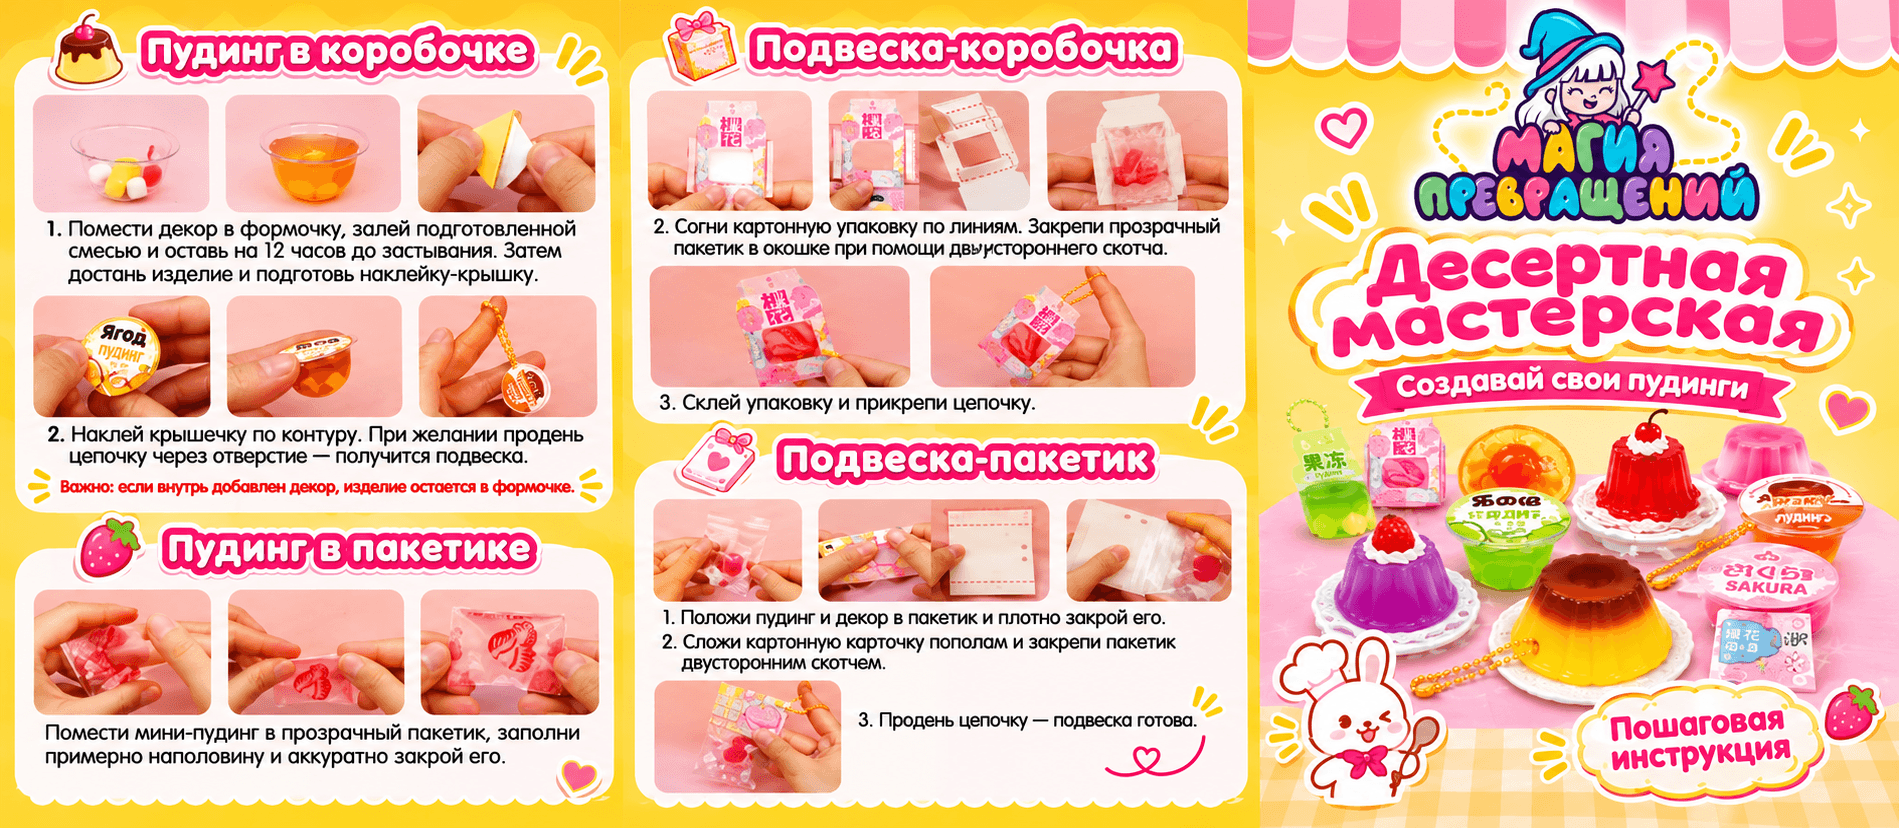 Пудинг в коробочке
1. Помести декор в формочку, залей подготовленной
смесью и оставь на 12 часов до застывания. Затем
достань изделие и подготовь наклейку-крышку.
Ягод
пудинг
2. Наклей крышечку по контуру. При желании продень
цепочку через отверстие — получится подвеска.
Важно: если внутрь добавлен декор, изделие остается в формочке.
Пудинг в пакетике
Помести мини-пудинг в прозрачный пакетик, заполни
примерно наполовину и аккуратно закрой его.
Подвеска-коробочка
2. Согни картонную упаковку по линиям. Закрепи прозрачный
пакетик в окошке при помощи двустороннего скотча.
3. Склей упаковку и прикрепи цепочку.
Подвеска-пакетик
1. Положи пудинг и декор в пакетик и плотно закрой его.
2. Сложи картонную карточку пополам и закрепи пакетик
двусторонним скотчем.
3. Продень цепочку — подвеска готова.
МАГИЯ
ПРЕВРАЩЕНИЙ
Десертная
мастерская
Создавай свои пудинги
果冻
さくら
SAKURA
Пошаговая
инструкция